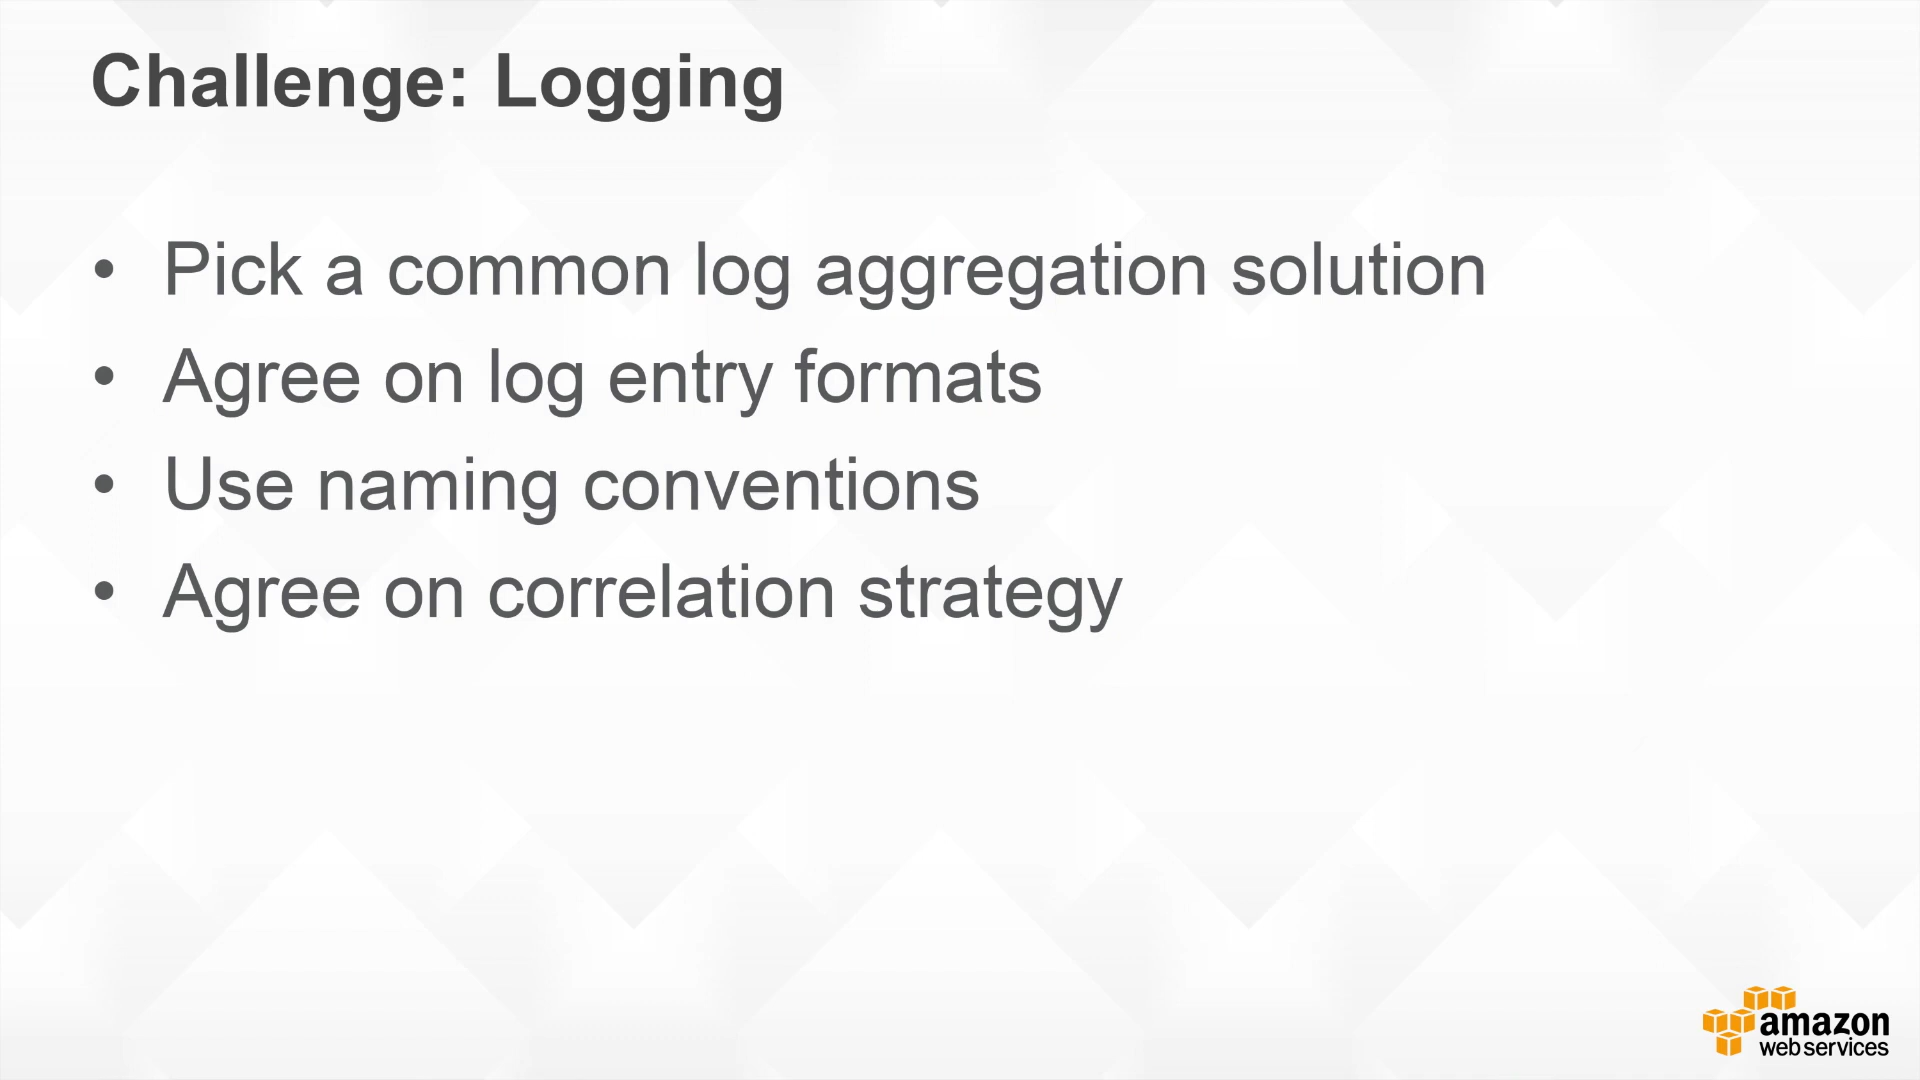 Challenge: Logging
• Pick a common log aggregation solution
• Agree on log entry formats
• Use naming conventions
• Agree on correlation strategy
amazon
web services